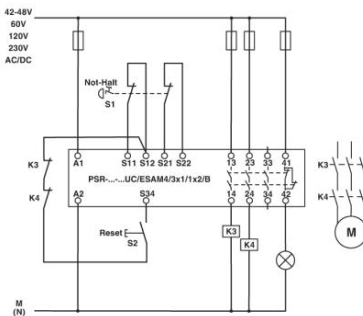 42-48V
60V
120V
230V
AC/DC
Not-Halt
S1
A1
S11
S12
S21
S22
13
23
33
41
PSR-...-...UC/ESAM4/3x1/1x2/B
K3
K4
A2
S34
14
24
34
42
Reset
S2
K3
K4
K3
K4
M
M
(N)